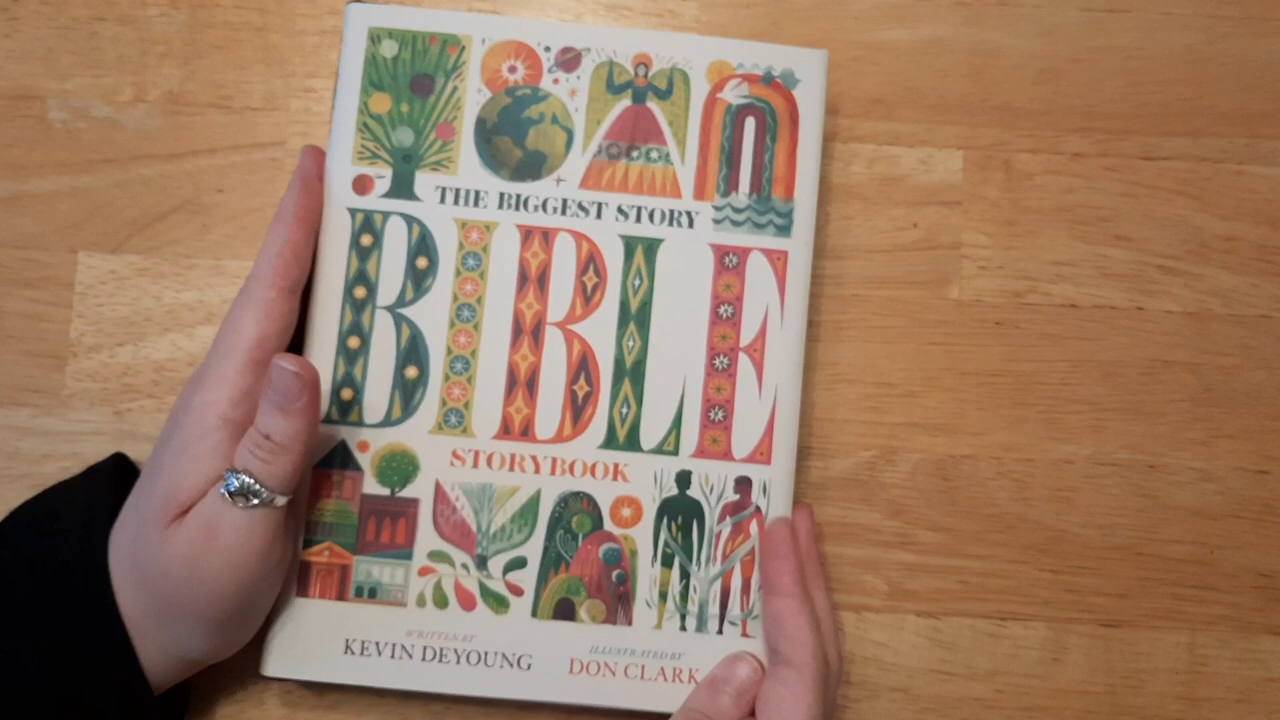 THE BIGGEST STORY
BIBLE
STORYBOOK
WRITTEN BY
KEVIN DEYOUNG
ILLUSTRATED BY
DON CLARK